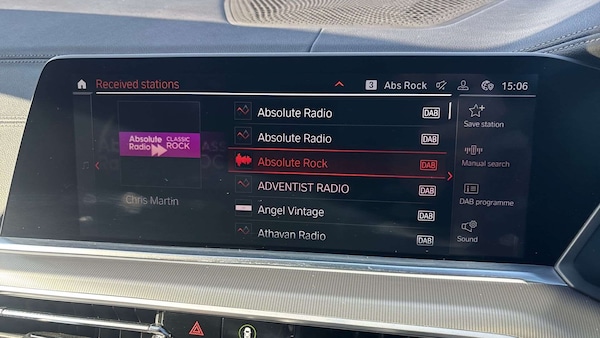 Received stations
3 Abs Rock 15:06
Absolute Radio CLASSIC ROCK
Chris Martin
Absolute Radio DAB
Absolute Radio DAB
Absolute Rock DAB
ADVENTIST RADIO DAB
Angel Vintage DAB
Athavan Radio DAB
Save station
Manual search
DAB programme
Sound